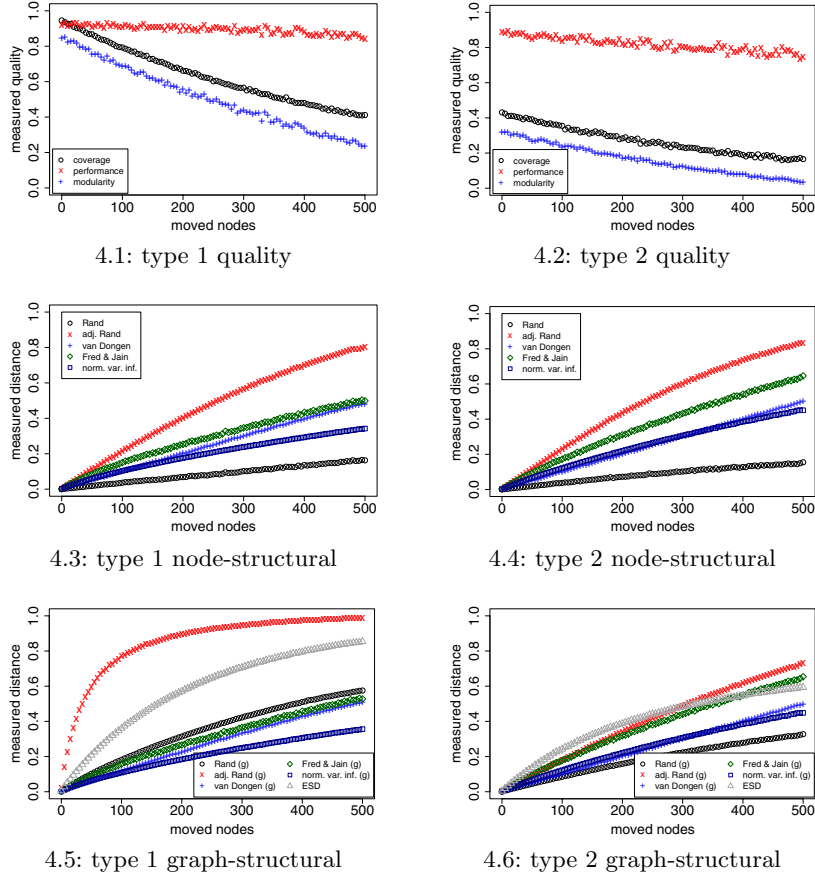 measured quality
0.0 0.2 0.4 0.6 0.8 1.0
coverage
performance
modularity
0 100 200 300 400 500
moved nodes
4.1: type 1 quality
measured quality
0.0 0.2 0.4 0.6 0.8 1.0
coverage
performance
modularity
0 100 200 300 400 500
moved nodes
4.2: type 2 quality
measured distance
0.0 0.2 0.4 0.6 0.8 1.0
Rand
adj. Rand
van Dongen
Fred & Jain
norm. var. inf.
0 100 200 300 400 500
moved nodes
4.3: type 1 node-structural
measured distance
0.0 0.2 0.4 0.6 0.8 1.0
Rand
adj. Rand
van Dongen
Fred & Jain
norm. var. inf.
0 100 200 300 400 500
moved nodes
4.4: type 2 node-structural
measured distance
0.0 0.2 0.4 0.6 0.8 1.0
Rand (g)
adj. Rand (g)
van Dongen (g)
Fred & Jain (g)
norm. var. inf. (g)
ESD
0 100 200 300 400 500
moved nodes
4.5: type 1 graph-structural
measured distance
0.0 0.2 0.4 0.6 0.8 1.0
Rand (g)
adj. Rand (g)
van Dongen (g)
Fred & Jain (g)
norm. var. inf. (g)
ESD
0 100 200 300 400 500
moved nodes
4.6: type 2 graph-structural